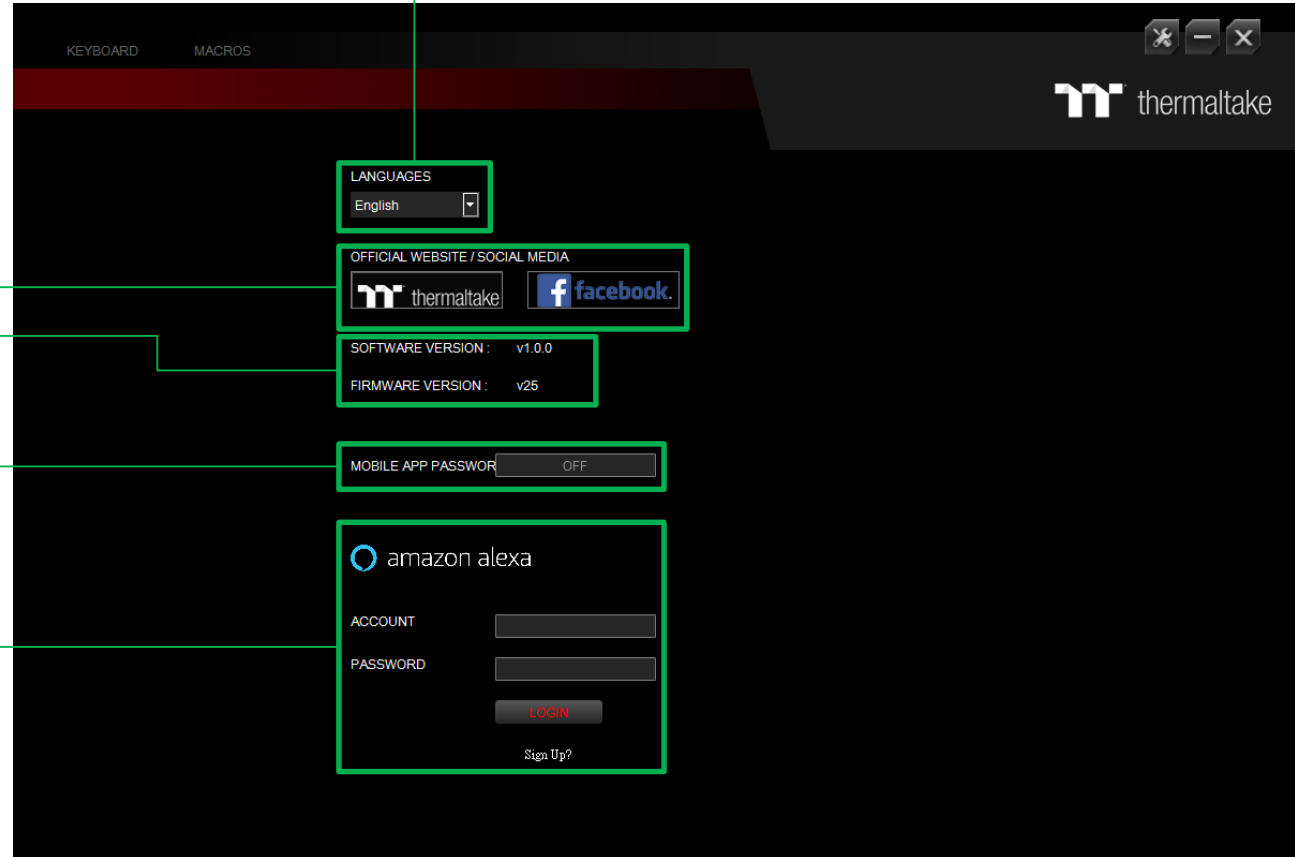 KEYBOARD MACROS
thermaltake
LANGUAGES
English
OFFICIAL WEBSITE / SOCIAL MEDIA
thermaltake
f facebook.
SOFTWARE VERSION : v1.0.0
FIRMWARE VERSION : v25
MOBILE APP PASSWOR OFF
amazon alexa
ACCOUNT
PASSWORD
LOGIN
Sign Up?